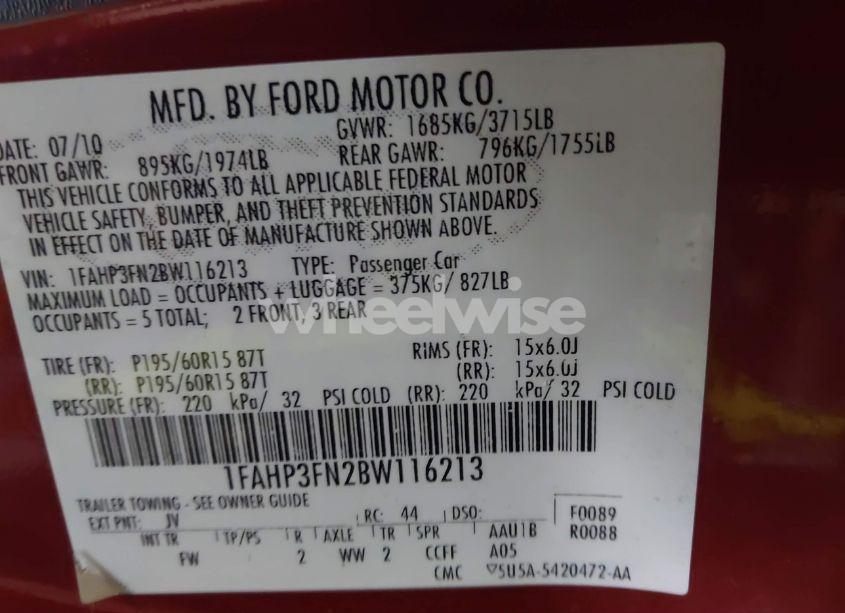 MFD. BY FORD MOTOR CO.
DATE: 07/10 GVWR: 1685KG/3715LB
FRONT GAWR: 895KG/1974LB REAR GAWR: 796KG/1755LB
THIS VEHICLE CONFORMS TO ALL APPLICABLE FEDERAL MOTOR
VEHICLE SAFETY, BUMPER, AND THEFT PREVENTION STANDARDS
IN EFFECT ON THE DATE OF MANUFACTURE SHOWN ABOVE.
VIN: 1FAHP3FN2BW116213 TYPE: Passenger Car
MAXIMUM LOAD = OCCUPANTS + LUGGAGE = 375KG/ 827LB
OCCUPANTS = 5 TOTAL; 2 FRONT, 3 REAR
wheelwise
TIRE (FR): P195/60R15 87T RIMS (FR): 15x6.0J
(RR): P195/60R15 87T (RR): 15x6.0J
PRESSURE (FR): 220 kPa/ 32 PSI COLD (RR): 220 kPa/ 32 PSI COLD
1FAHP3FN2BW116213
TRAILER TOWING - SEE OWNER GUIDE
EXT PNT: JV RC: 44 DSO: F0089
INT TR TP/PS R AXLE TR SPR AAU1B R0088
FW 2 WW 2 CCFF A05
CMC ▽5U5A-5420472-AA